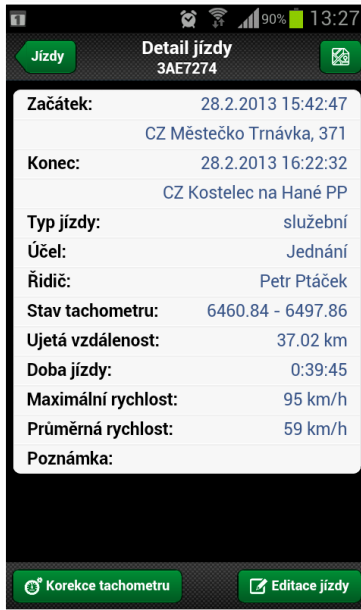 1 90% 13:27
Jízdy
Detail jízdy
3AE7274
Začátek: 28.2.2013 15:42:47
CZ Městečko Trnávka, 371
Konec: 28.2.2013 16:22:32
CZ Kostelec na Hané PP
Typ jízdy: služební
Účel: Jednání
Řidič: Petr Ptáček
Stav tachometru: 6460.84 - 6497.86
Ujetá vzdálenost: 37.02 km
Doba jízdy: 0:39:45
Maximální rychlost: 95 km/h
Průměrná rychlost: 59 km/h
Poznámka:
Korekce tachometru
Editace jízdy